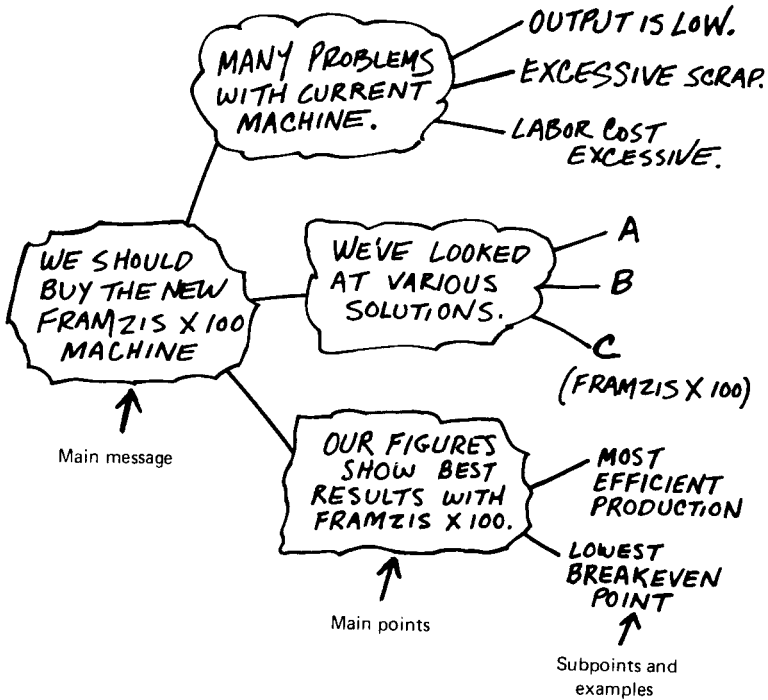 MANY PROBLEMS
WITH CURRENT
MACHINE.
OUTPUT IS LOW.
EXCESSIVE SCRAP.
LABOR COST
EXCESSIVE.
WE SHOULD
BUY THE NEW
FRAMZIS X 100
MACHINE
Main message
WE'VE LOOKED
AT VARIOUS
SOLUTIONS.
A
B
C
(FRAMZIS X 100)
OUR FIGURES
SHOW BEST
RESULTS WITH
FRAMZIS X 100.
Main points
MOST
EFFICIENT
PRODUCTION
LOWEST
BREAKEVEN
POINT
Subpoints and
examples